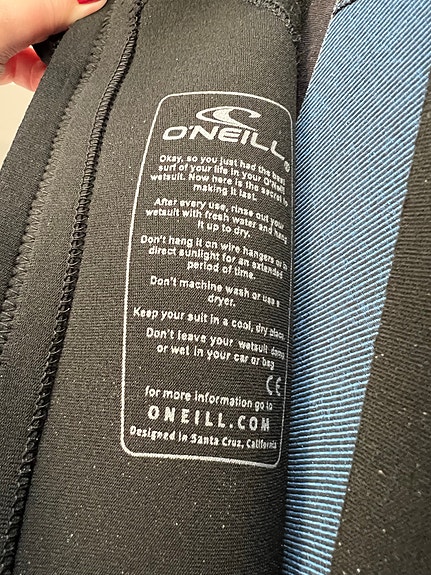 O'NEILL
Okay, so you just had the best
surf of your life in your O'Neill
wetsuit. Now here is the secret to
making it last.
After every use, rinse out your
wetsuit with fresh water and hang
it up to dry.
Don't hang it on wire hangers or in
direct sunlight for an extended
period of time.
Don't machine wash or use a
dryer.
Keep your suit in a cool, dry place.
Don't leave your wetsuit damp
or wet in your car or bag
CE
for more information go to
ONEILL.COM
Designed in Santa Cruz, California